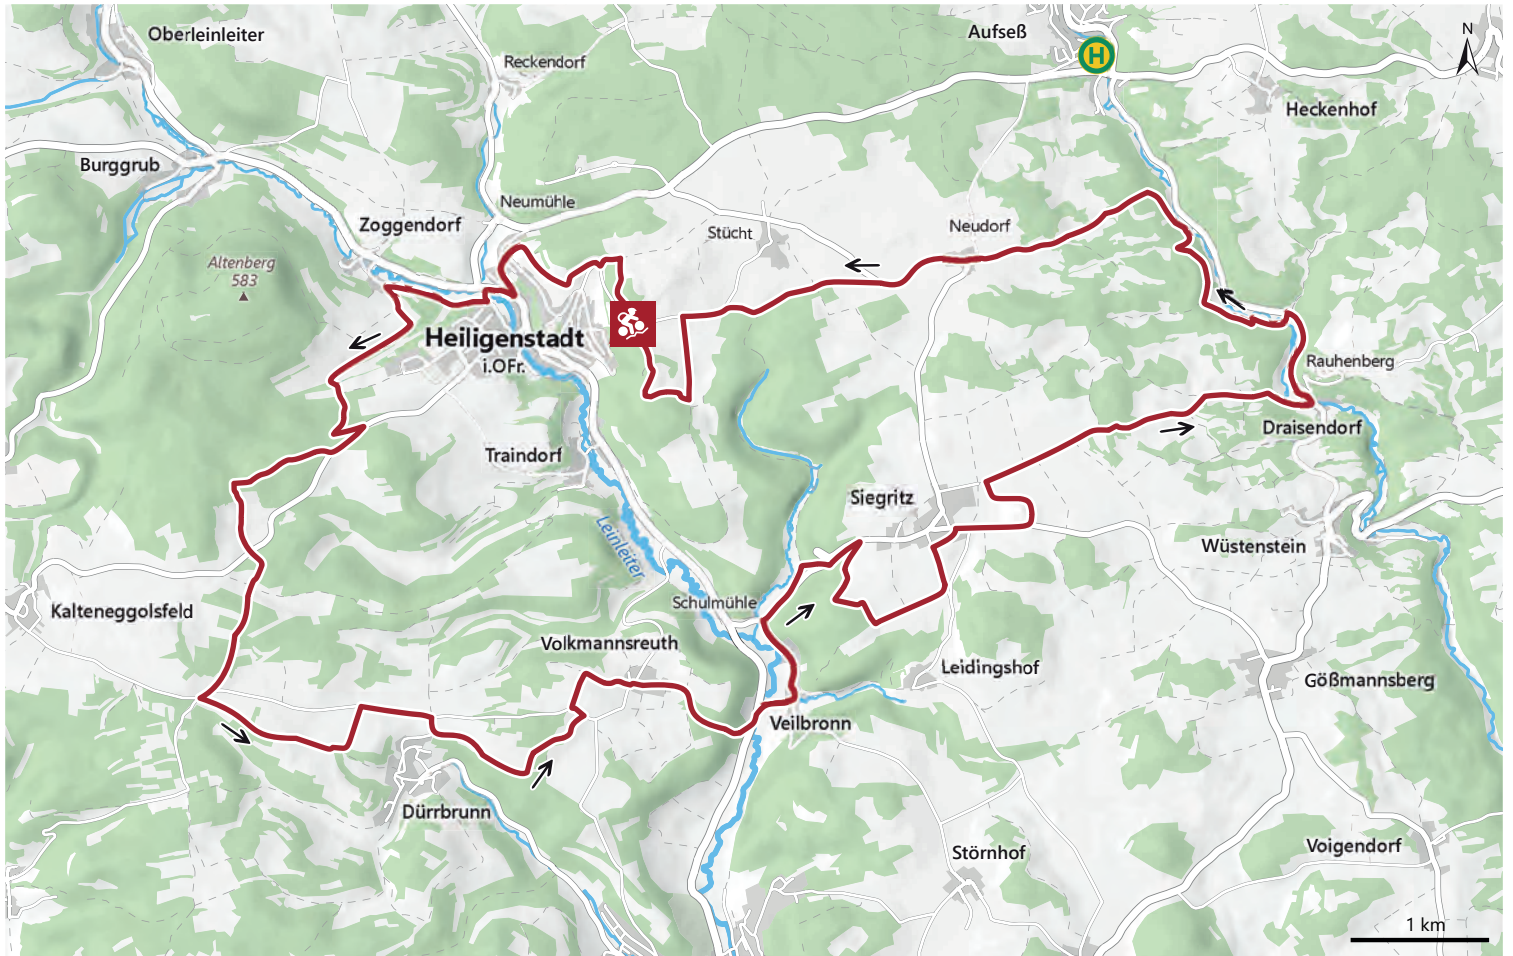 Oberleinleiter
Aufseß
H
N
Reckendorf
Heckenhof
Burggrub
Neumühle
Zoggendorf
Stücht
Neudorf
Altenberg
583
Heiligenstadt
i.OFr.
Rauhenberg
Draisendorf
Traindorf
Siegritz
Leinleiter
Wüstenstein
Kalteneggolsfeld
Schulmühle
Volkmannsreuth
Leidingshof
Gößmannsberg
Veilbronn
Dürrbrunn
Störnhof
Voigendorf
1 km